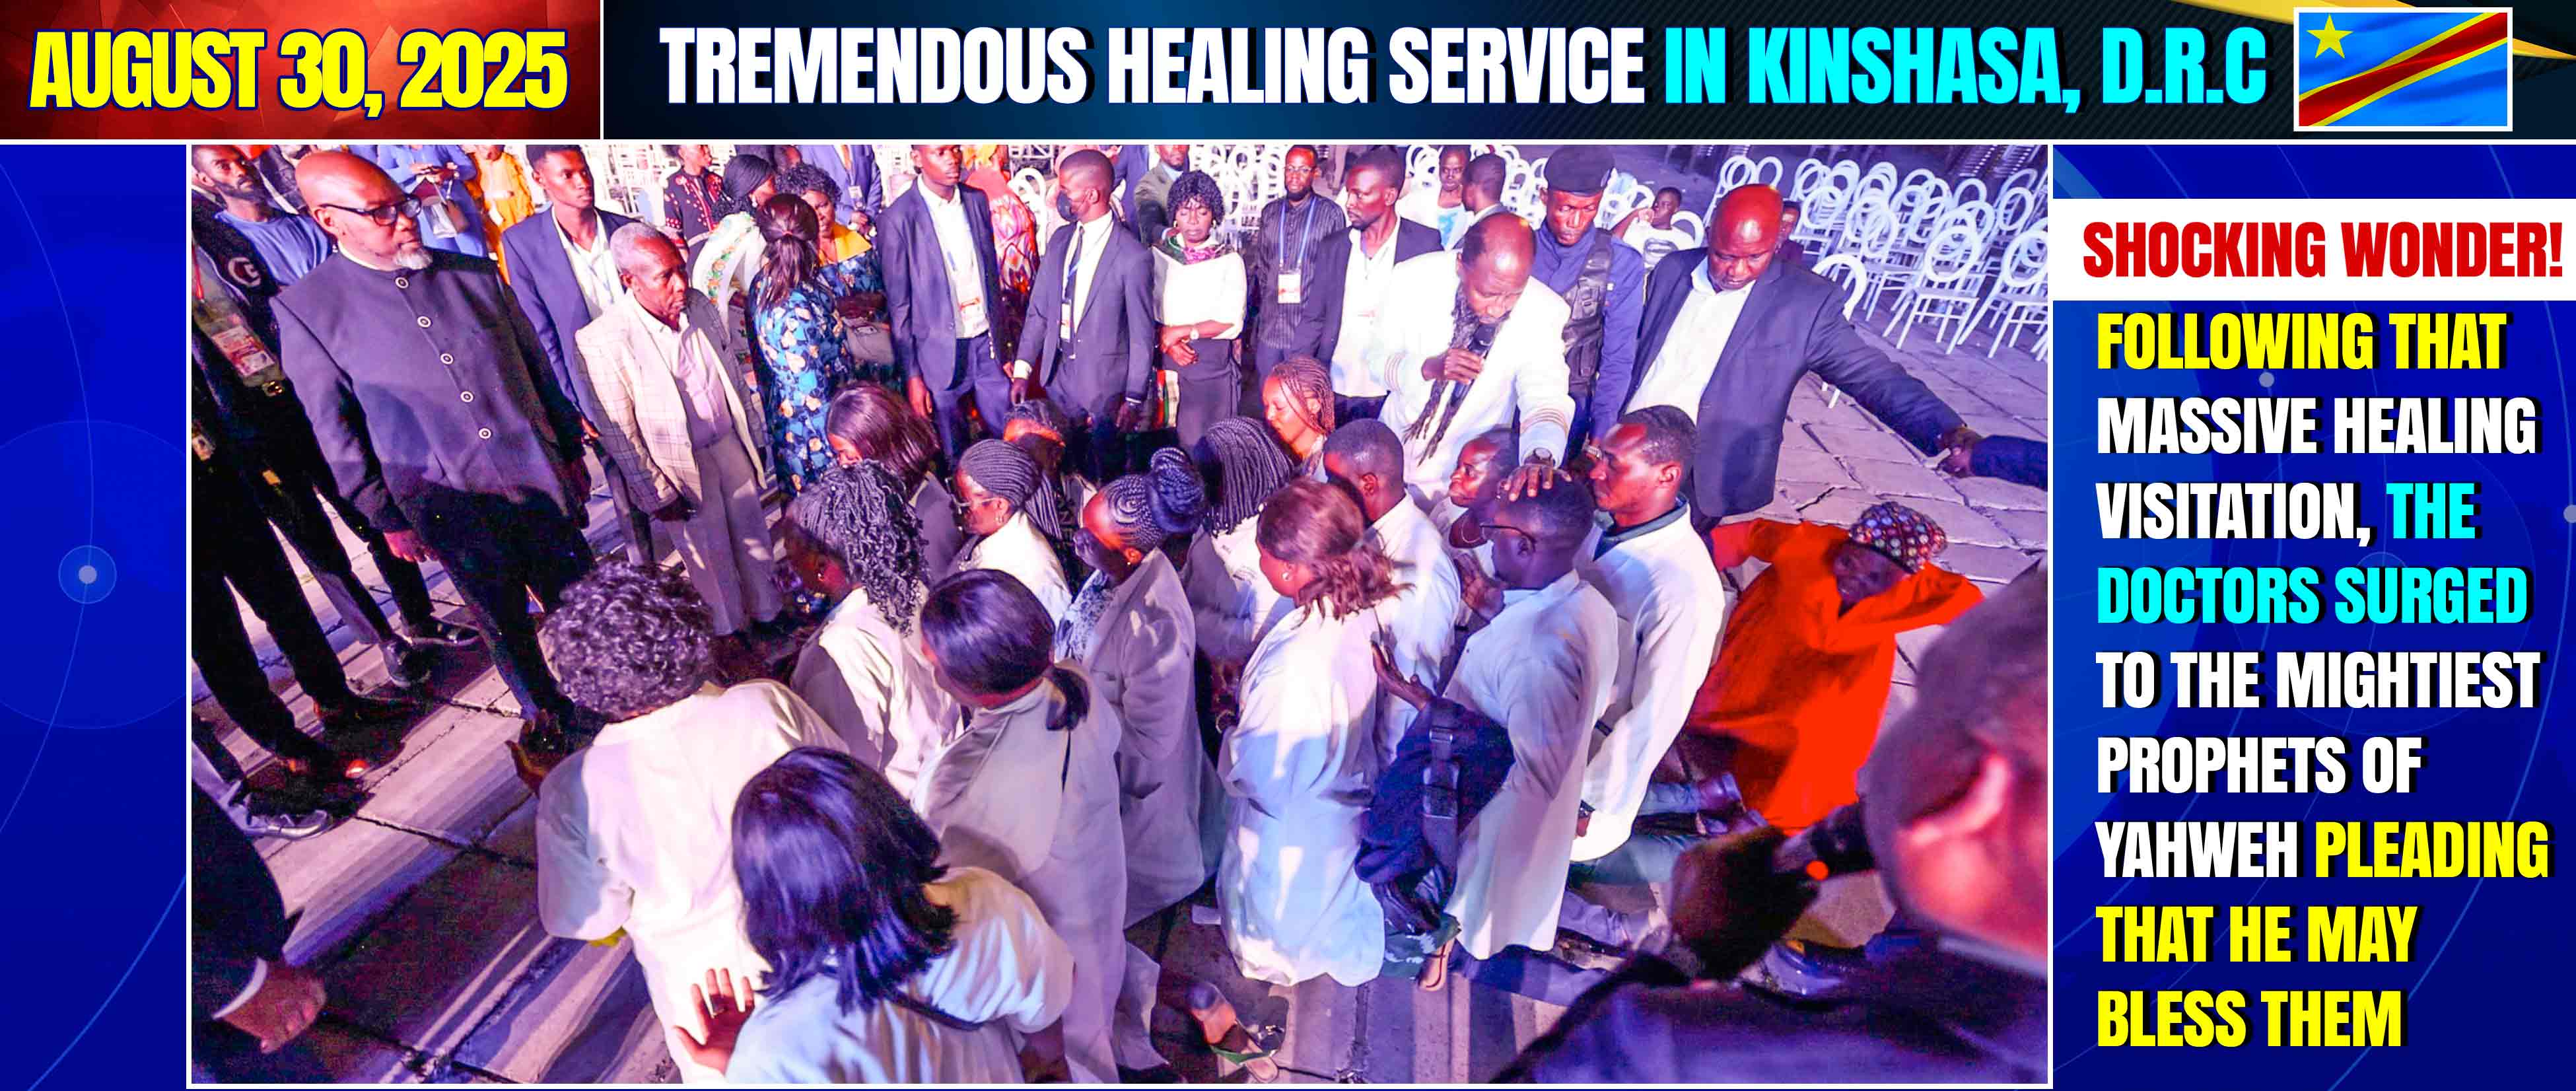 AUGUST 30, 2025
TREMENDOUS HEALING SERVICE IN KINSHASA, D.R.C
SHOCKING WONDER!
FOLLOWING THAT
MASSIVE HEALING
VISITATION, THE
DOCTORS SURGED
TO THE MIGHTIEST
PROPHETS OF
YAHWEH PLEADING
THAT HE MAY
BLESS THEM